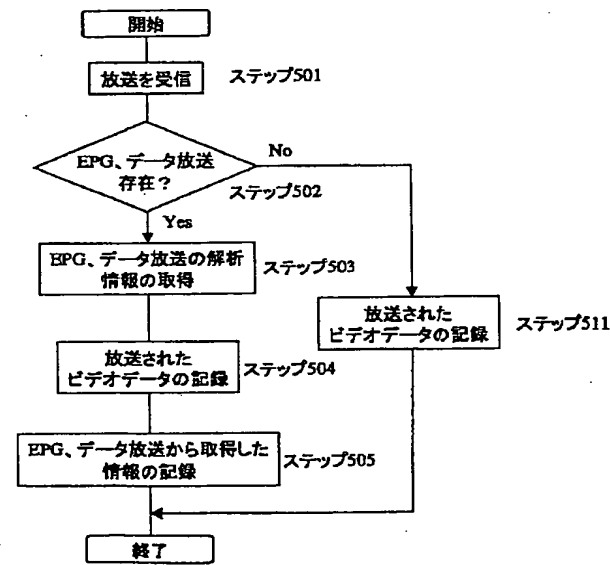 開始
放送を受信
ステップ501
EPG、データ放送
存在？
No
ステップ502
Yes
EPG、データ放送の解析
情報の取得
ステップ503
放送された
ビデオデータの記録
ステップ511
放送された
ビデオデータの記録
ステップ504
EPG、データ放送から取得した
情報の記録
ステップ505
終了